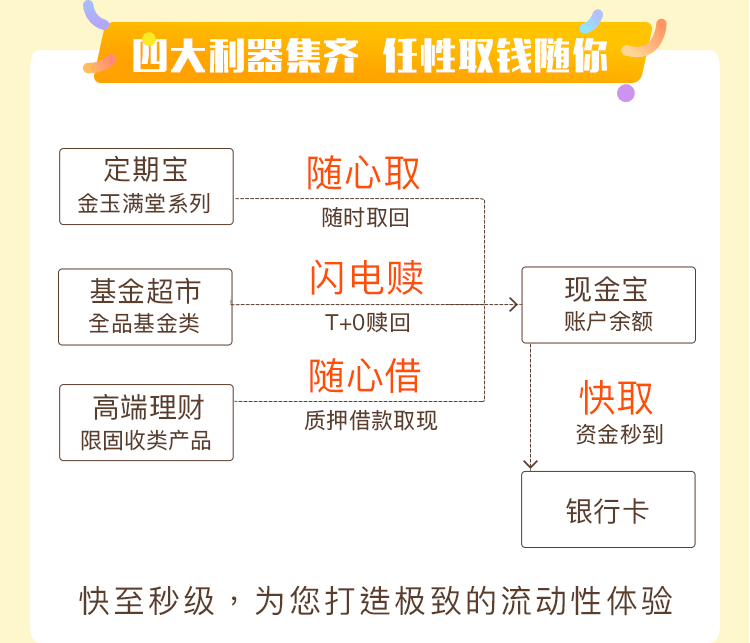 四大利器集齐 任性取钱随你
定期宝
金玉满堂系列
随心取
随时取回
基金超市
全品基金类
闪电赎
T+0赎回
现金宝
账户余额
高端理财
限固收类产品
随心借
质押借款取现
快取
资金秒到
银行卡
快至秒级，为您打造极致的流动性体验